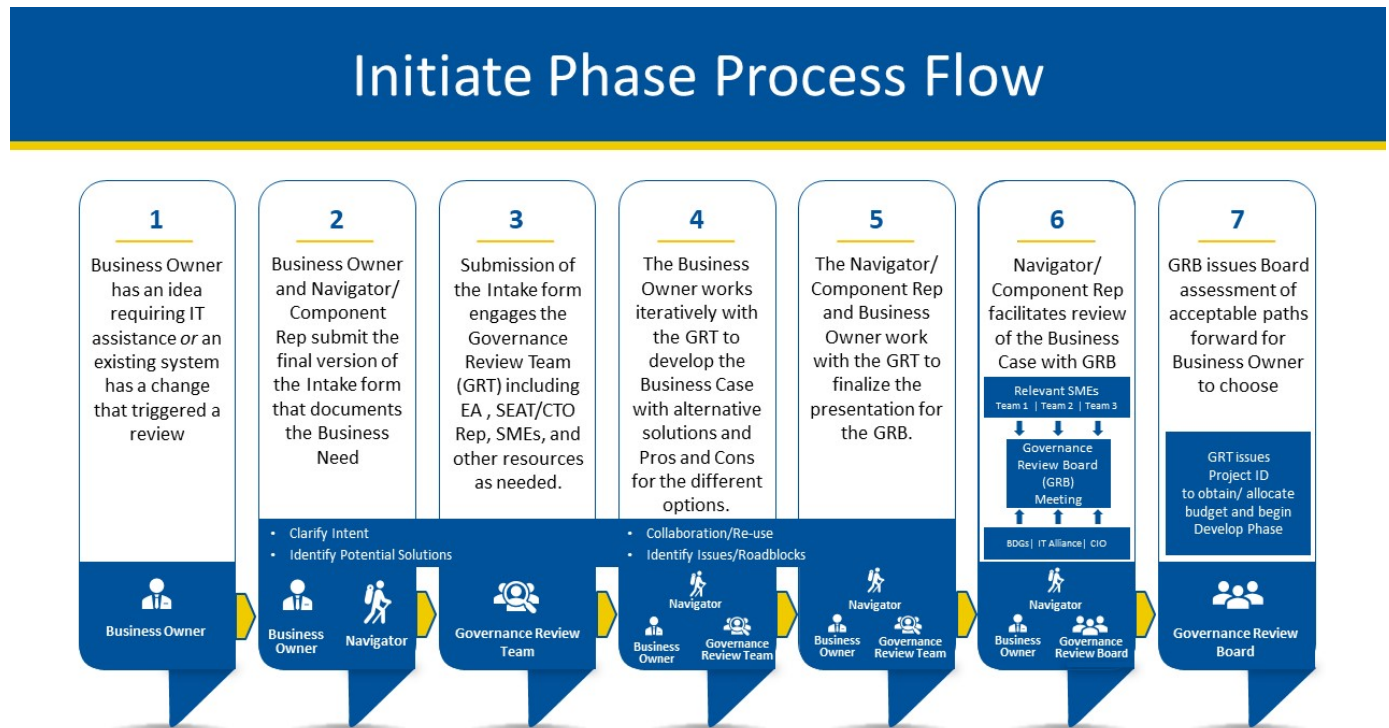 Initiate Phase Process Flow
1
Business Owner
has an idea
requiring IT
assistance or an
existing system
has a change
that triggered a
review
Business Owner
2
Business Owner
and Navigator/
Component
Rep submit the
final version of
the Intake form
that documents
the Business
Need
3
Submission of
the Intake form
engages the
Governance
Review Team
(GRT) including
EA , SEAT/CTO
Rep, SMEs, and
other resources
as needed.
• Clarify Intent
• Identify Potential Solutions
Business
Owner
Navigator
Governance Review
Team
4
The Business
Owner works
iteratively with
the GRT to
develop the
Business Case
with alternative
solutions and
Pros and Cons
for the different
options.
5
The Navigator/
Component Rep
and Business
Owner work
with the GRT to
finalize the
presentation for
the GRB.
• Collaboration/Re-use
• Identify Issues/Roadblocks
Navigator
Business
Owner
Governance
Review Team
Navigator
Business
Owner
Governance
Review Team
6
Navigator/
Component Rep
facilitates review
of the Business
Case with GRB
Relevant SMEs
Team 1 | Team 2 | Team 3
Governance
Review Board
(GRB)
Meeting
BDGs| IT Alliance| CIO
Navigator
Business
Owner
Governance
Review Board
7
GRB issues Board
assessment of
acceptable paths
forward for
Business Owner
to choose
GRT issues
Project ID
to obtain/ allocate
budget and begin
Develop Phase
Governance Review
Board